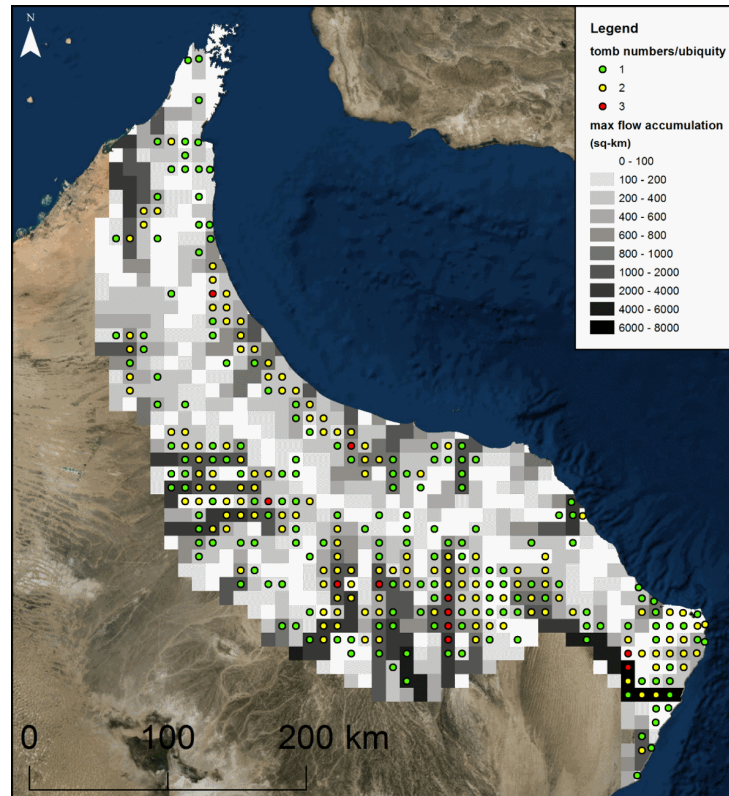 N
Legend
tomb numbers/ubiquity
1
2
3
max flow accumulation
(sq-km)
0 - 100
100 - 200
200 - 400
400 - 600
600 - 800
800 - 1000
1000 - 2000
2000 - 4000
4000 - 6000
6000 - 8000
0 100 200 km